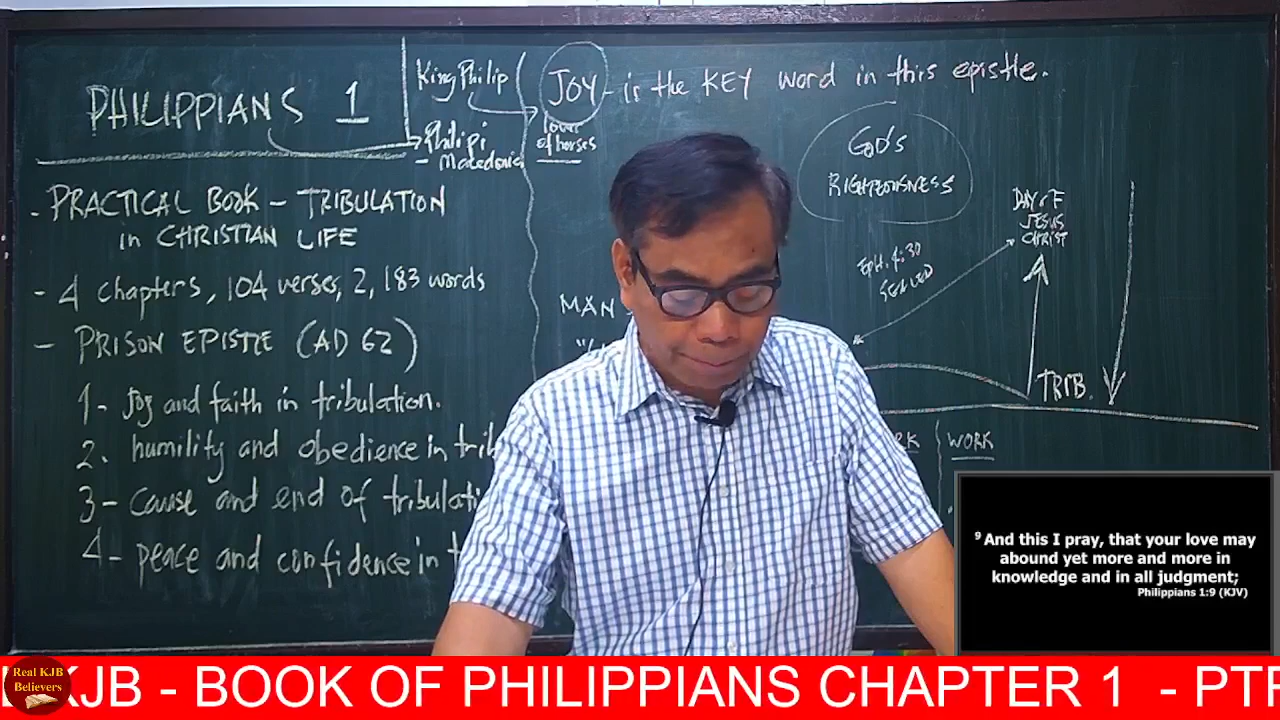 PHILIPPIANS 1
King Philip
Philipi
- Macedonia
lover
of horses
JOY - is the KEY word in this epistle.
God's
RIGHTEOUSNESS
- PRACTICAL BOOK - TRIBULATION
in CHRISTIAN LIFE
- 4 chapters, 104 verses, 2,183 words
- PRISON EPISTLE (AD 62)
1 - joy and faith in tribulation.
2. humility and obedience in trib
3 - cause and end of tribulati
4 - peace and confidence in t
MAN
Eph. 4:30
SEALED
DAY OF
JESUS
CHRIST
TRIB.
RK
WORK
9 And this I pray, that your love may
abound yet more and more in
knowledge and in all judgment;
Philippians 1:9 (KJV)
Real KJB
Believers
KJB - BOOK OF PHILIPPIANS CHAPTER 1 - PTR